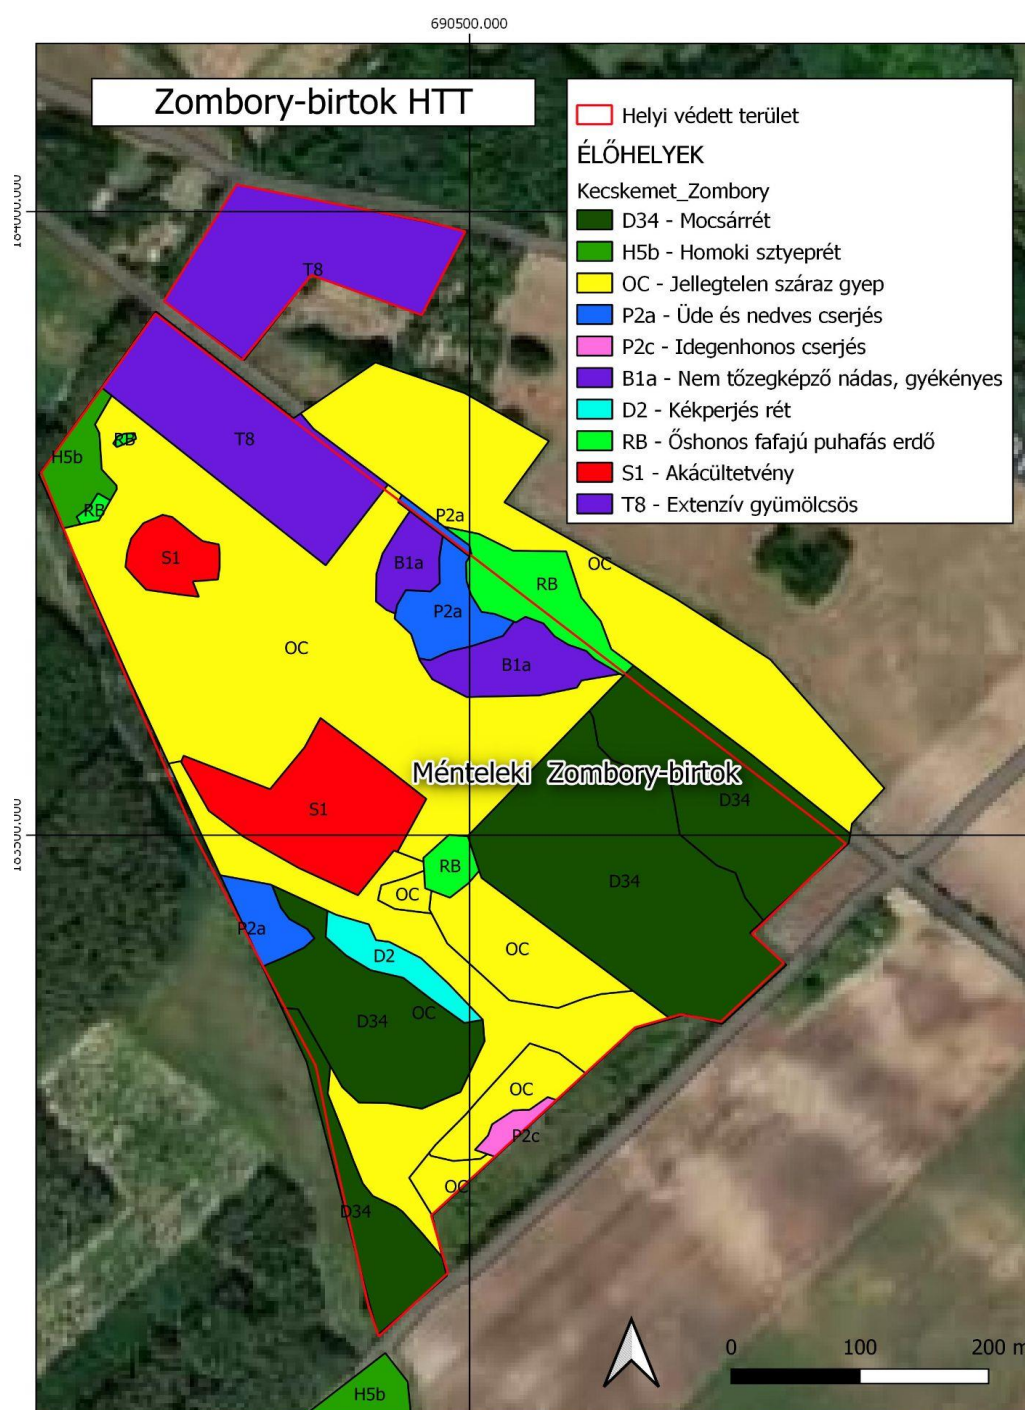 690500.000
Zombory-birtok HTT
Helyi védett terület
ÉLŐHELYEK
Kecskemet_Zombory
D34 - Mocsárrét
H5b - Homoki sztyeprét
OC - Jellegtelen száraz gyep
P2a - Üde és nedves cserjés
P2c - Idegenhonos cserjés
B1a - Nem tőzegképző nádas, gyékényes
D2 - Kékperjés rét
RB - Őshonos fafajú puhafás erdő
S1 - Akácültetvény
T8 - Extenzív gyümölcsös
184000.000
T8
T8
RB
H5b
RB
P2a
S1
B1a
OC
RB
P2a
OC
B1a
Ménteleki Zombory-birtok
D34
S1
183500.000
RB
D34
OC
P2a
OC
D2
OC
D34
OC
P2c
OC
D34
H5b
0 100 200 m